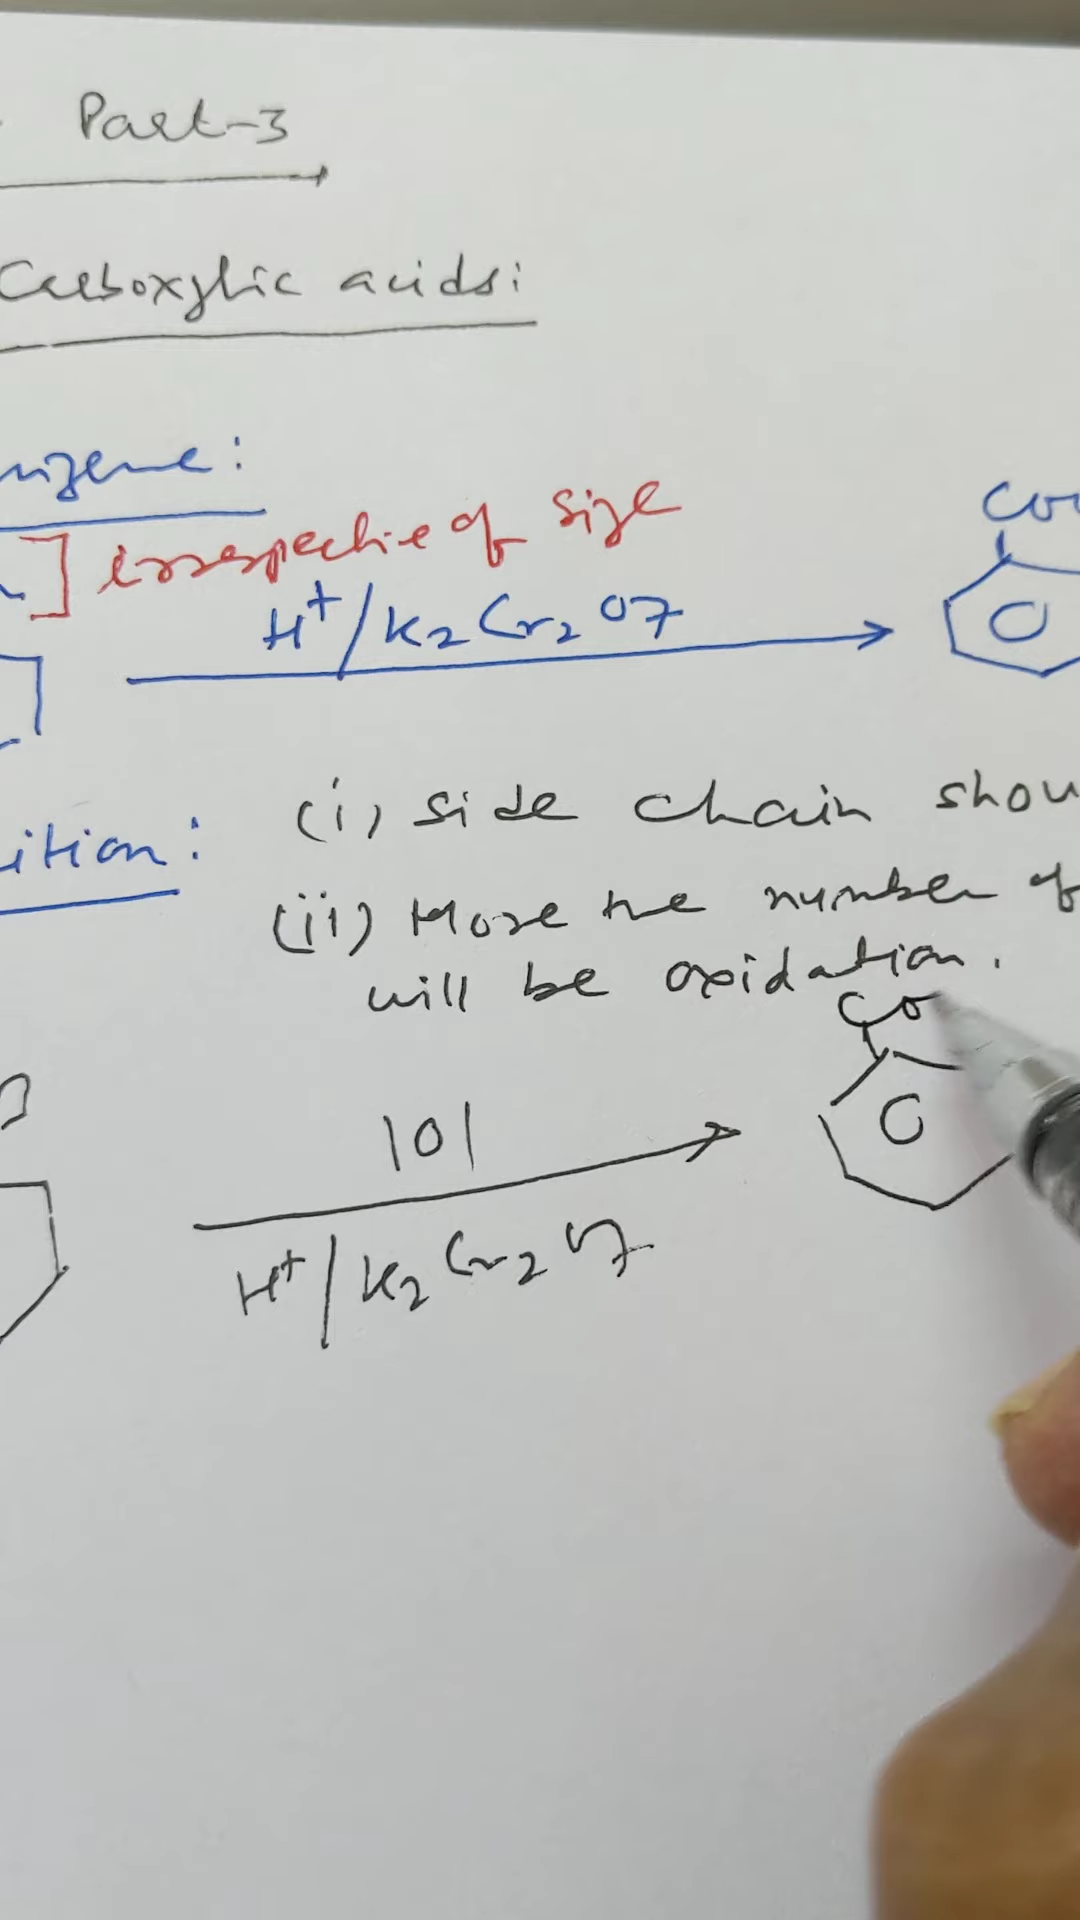 Part-3
Carboxylic acids:
nzene:
] irrespective of size
H+/K2Cr2O7
COO
ition:
(i) side chain shou
(ii) More the number of
will be oxidation.
CO
|O|
H+/K2Cr2O7